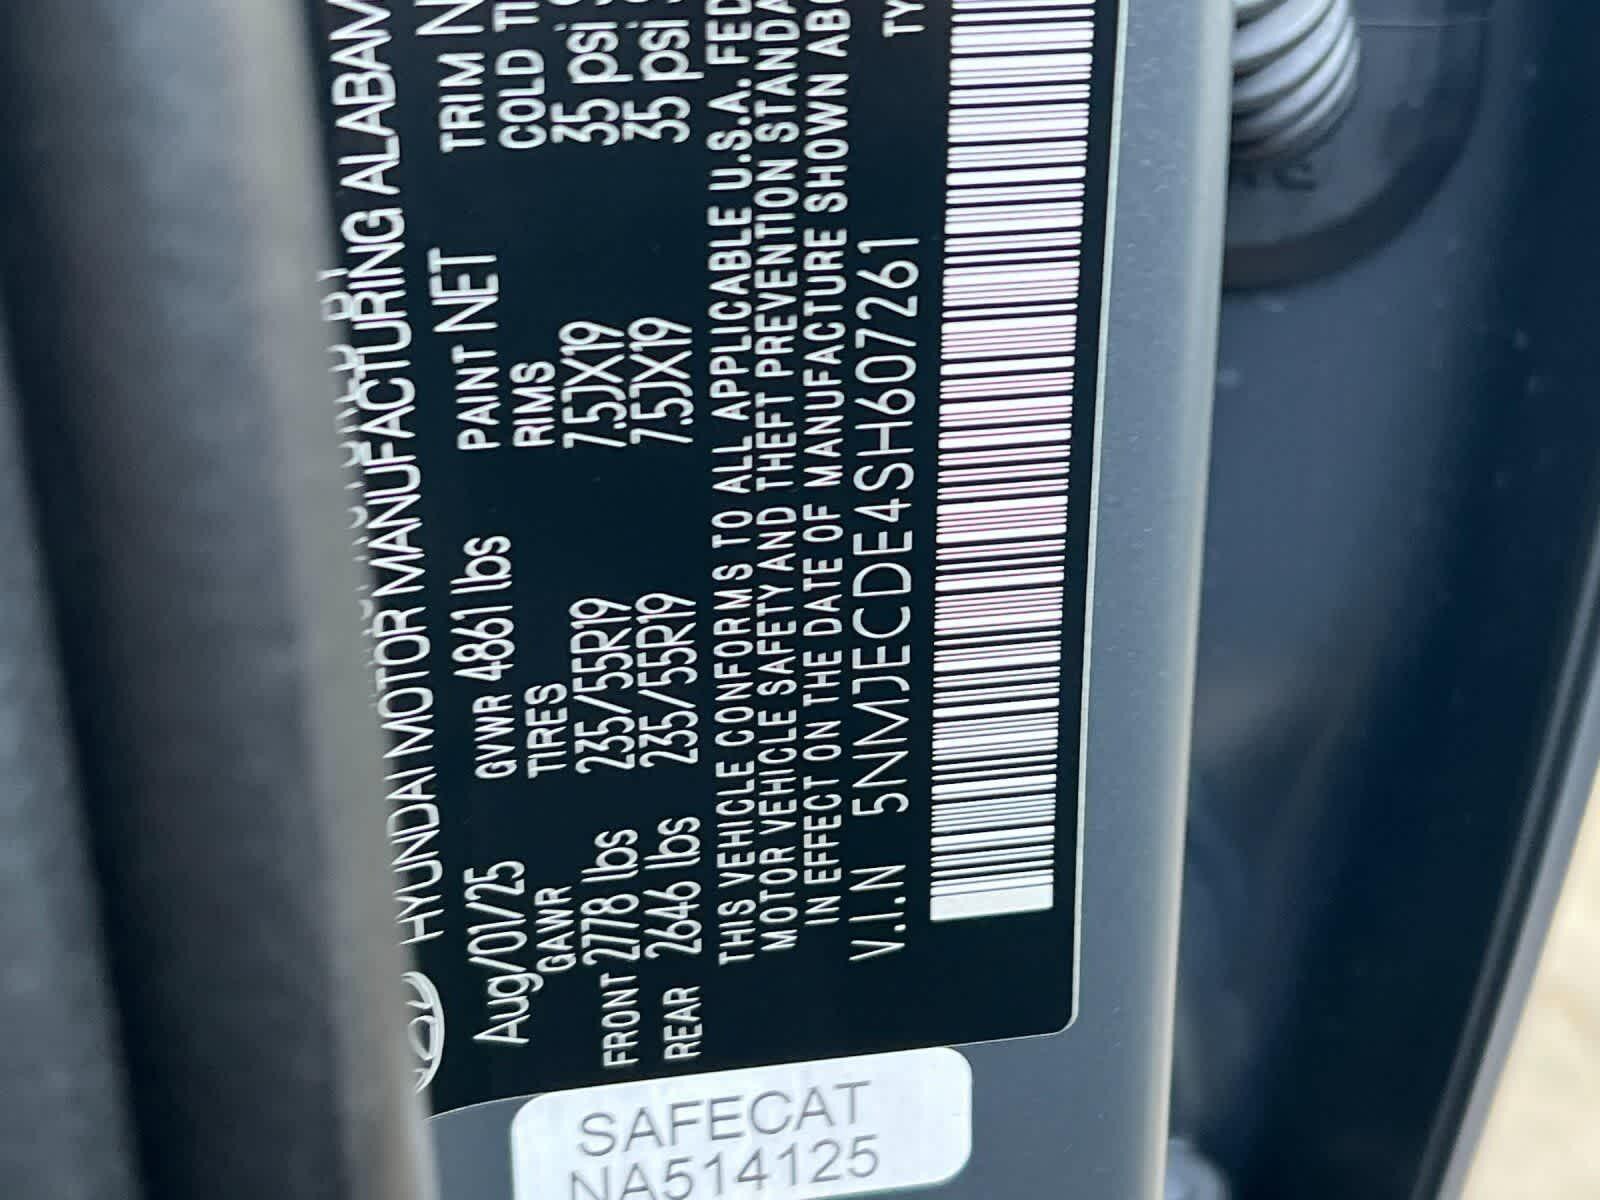 HYUNDAI MOTOR MANUFACTURING ALABAM
Aug/01/25 GVWR 4861 lbs PAINT NET TRIM N
GAWR TIRES RIMS COLD TI
FRONT 2778 lbs 235/55R19 7.5JX19 35 psi
REAR 2646 lbs 235/55R19 7.5JX19 35 psi
THIS VEHICLE CONFORMS TO ALL APPLICABLE U.S.A. FED
MOTOR VEHICLE SAFETY AND THEFT PREVENTION STANDA
IN EFFECT ON THE DATE OF MANUFACTURE SHOWN ABO
V.I.N 5NMJECDE4SH607261 TY
SAFECAT
NA514125